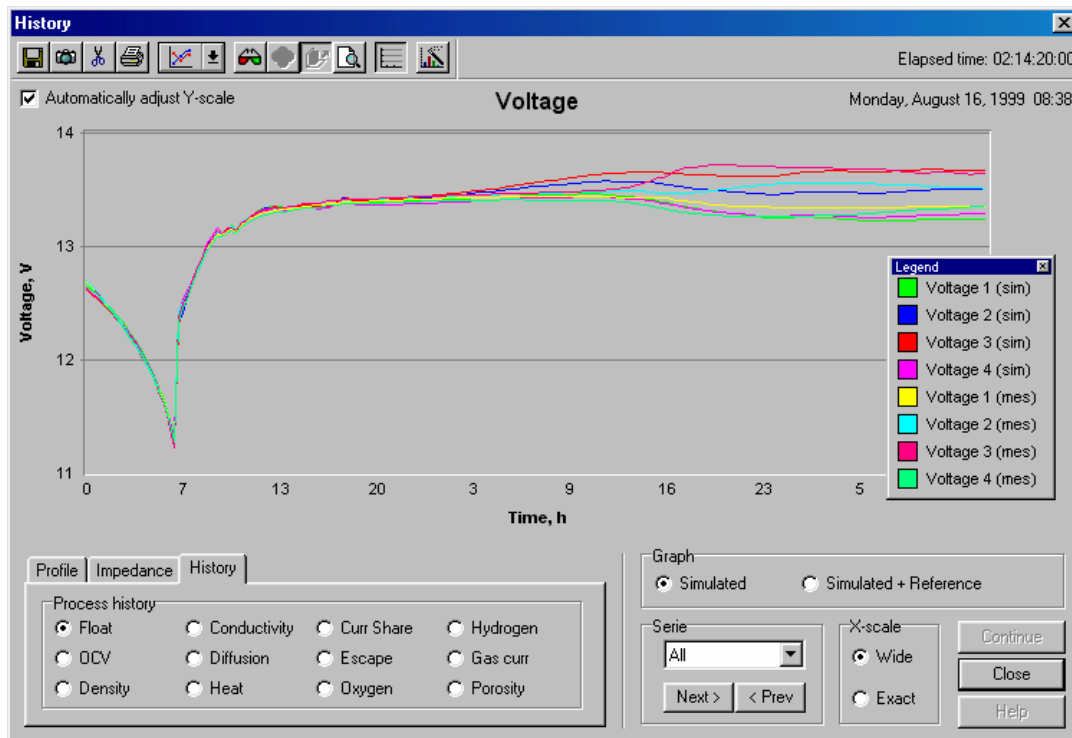 History
Elapsed time: 02:14:20:00
Automatically adjust Y-scale
Voltage
Monday, August 16, 1999 08:38
14
13
12
11
Voltage, V
0 7 13 20 3 9 16 23 5
Time, h
Legend
Voltage 1 (sim)
Voltage 2 (sim)
Voltage 3 (sim)
Voltage 4 (sim)
Voltage 1 (mes)
Voltage 2 (mes)
Voltage 3 (mes)
Voltage 4 (mes)
Profile Impedance History
Process history
Float Conductivity Curr Share Hydrogen
OCV Diffusion Escape Gas curr
Density Heat Oxygen Porosity
Graph
Simulated Simulated + Reference
Serie
All
Next > < Prev
X-scale
Wide
Exact
Continue
Close
Help